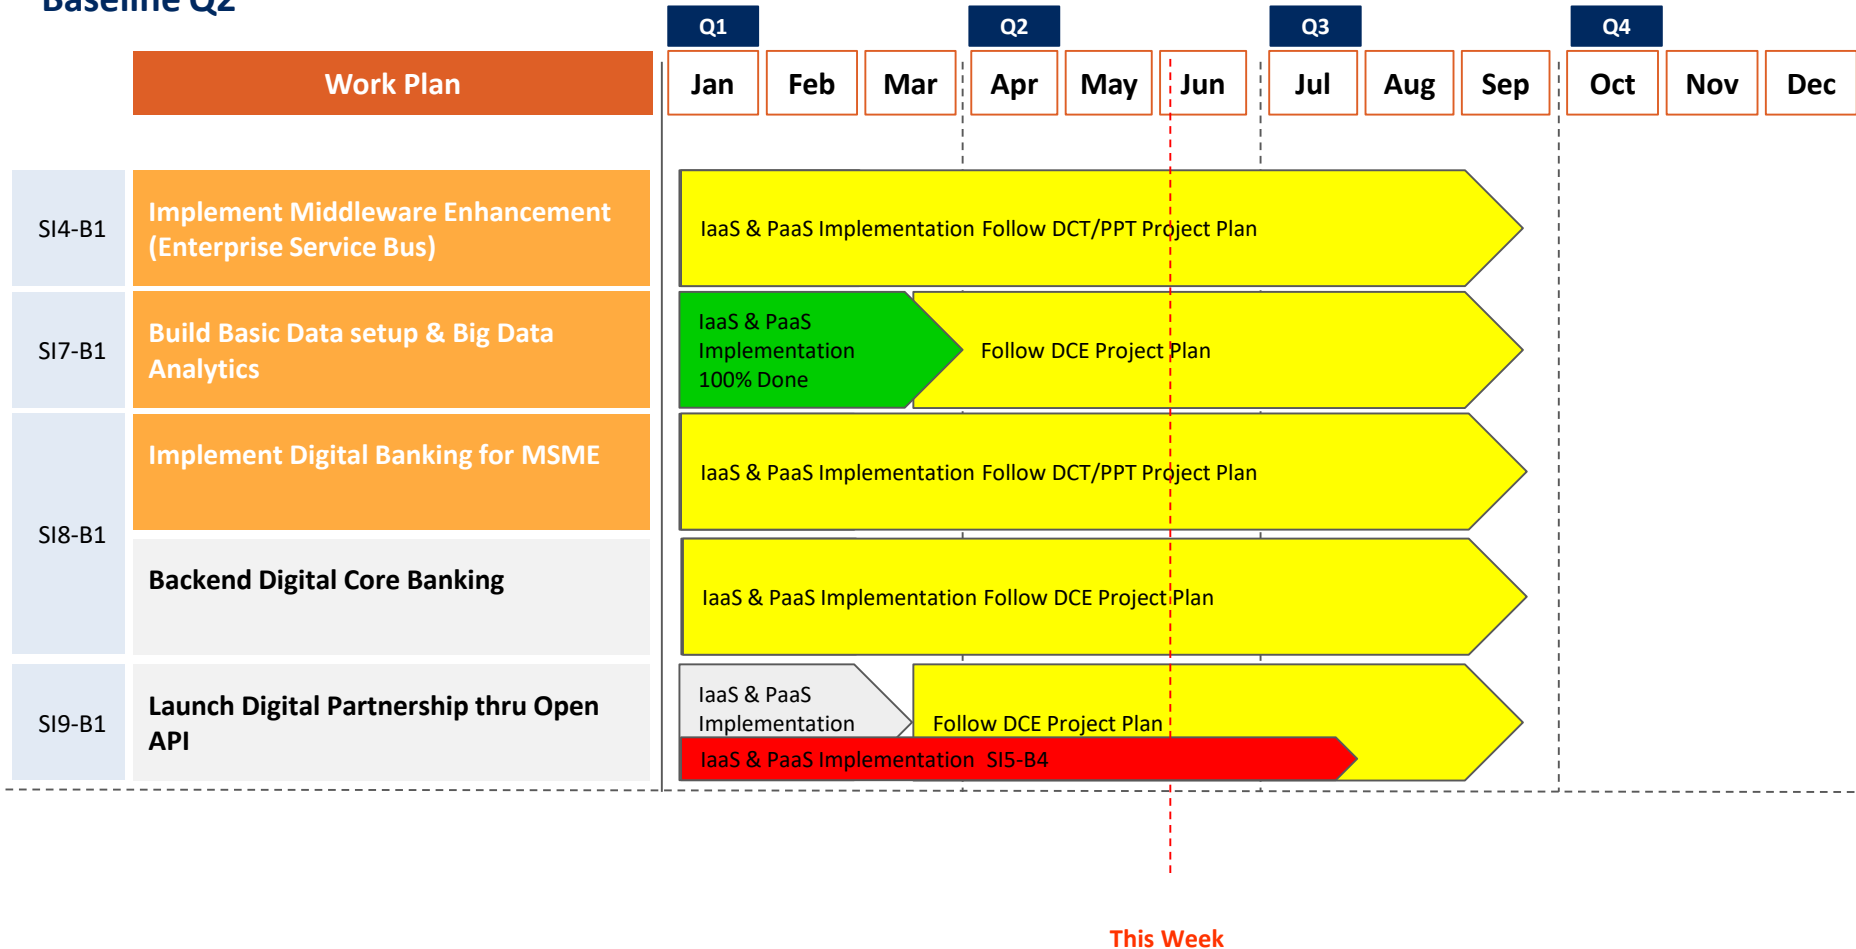 Baseline Q2
Q1
Q2
Q3
Q4
Work Plan
Jan
Feb
Mar
Apr
May
Jun
Jul
Aug
Sep
Oct
Nov
Dec
SI4-B1
Implement Middleware Enhancement
(Enterprise Service Bus)
IaaS & PaaS Implementation Follow DCT/PPT Project Plan
SI7-B1
Build Basic Data setup & Big Data
Analytics
IaaS & PaaS
Implementation
100% Done
Follow DCE Project Plan
SI8-B1
Implement Digital Banking for MSME
IaaS & PaaS Implementation Follow DCT/PPT Project Plan
Backend Digital Core Banking
IaaS & PaaS Implementation Follow DCE Project Plan
SI9-B1
Launch Digital Partnership thru Open
API
IaaS & PaaS
Implementation
Follow DCE Project Plan
IaaS & PaaS Implementation SI5-B4
This Week